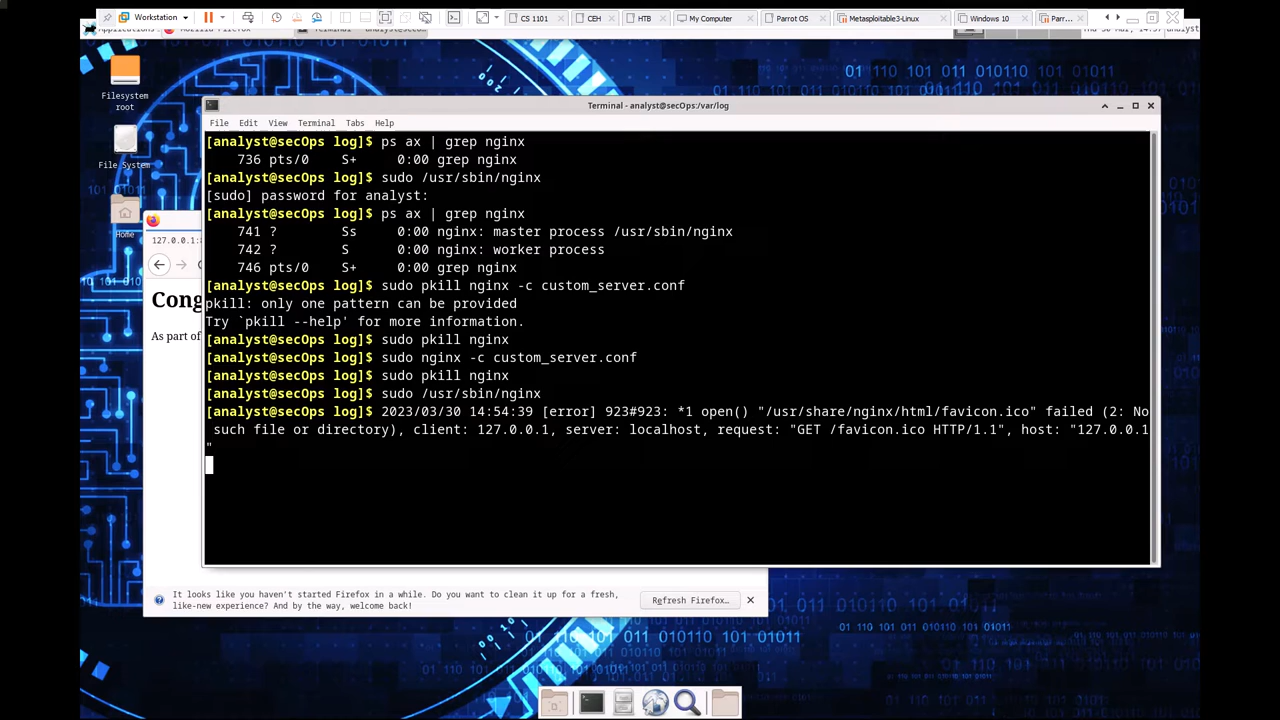 Workstation
CS 1101
CEH
HTB
My Computer
Parrot OS
Metasploitable3-Linux
Windows 10
Parr...
Filesystem
root
File System
Home
Terminal - analyst@secOps:/var/log
File Edit View Terminal Tabs Help
[analyst@secOps log]$ ps ax | grep nginx
736 pts/0 S+ 0:00 grep nginx
[analyst@secOps log]$ sudo /usr/sbin/nginx
[sudo] password for analyst:
[analyst@secOps log]$ ps ax | grep nginx
741 ? Ss 0:00 nginx: master process /usr/sbin/nginx
742 ? S 0:00 nginx: worker process
746 pts/0 S+ 0:00 grep nginx
[analyst@secOps log]$ sudo pkill nginx -c custom_server.conf
pkill: only one pattern can be provided
Try `pkill --help' for more information.
[analyst@secOps log]$ sudo pkill nginx
[analyst@secOps log]$ sudo nginx -c custom_server.conf
[analyst@secOps log]$ sudo pkill nginx
[analyst@secOps log]$ sudo /usr/sbin/nginx
[analyst@secOps log]$ 2023/03/30 14:54:39 [error] 923#923: *1 open() "/usr/share/nginx/html/favicon.ico" failed (2: No
such file or directory), client: 127.0.0.1, server: localhost, request: "GET /favicon.ico HTTP/1.1", host: "127.0.0.1
"
127.0.0.1:
Cong
As part of
It looks like you haven't started Firefox in a while. Do you want to clean it up for a fresh,
like-new experience? And by the way, welcome back!
Refresh Firefox...